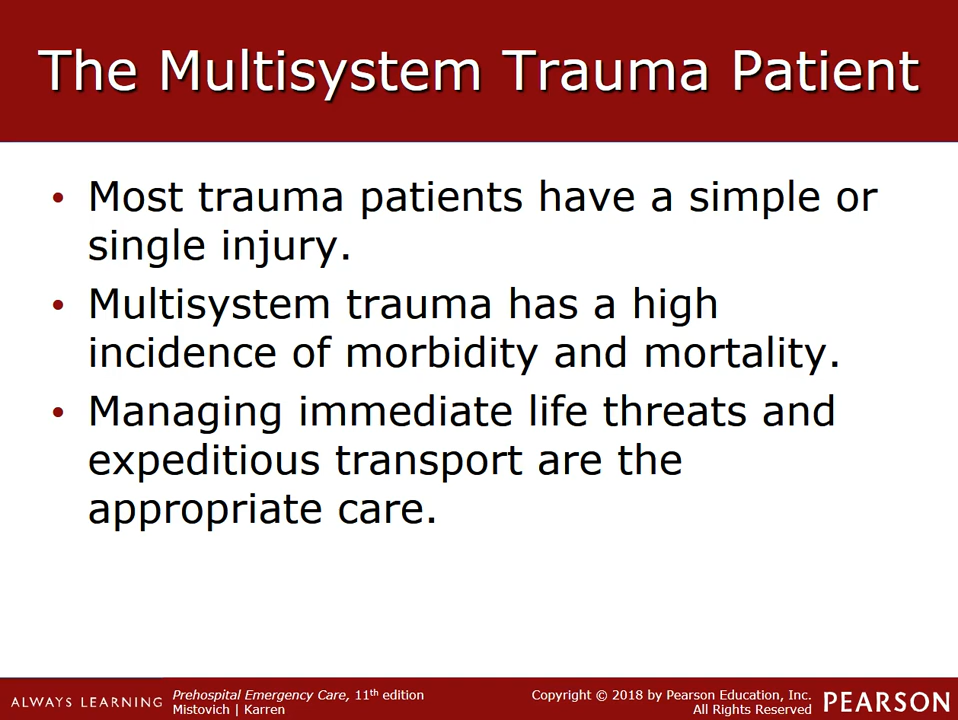 The Multisystem Trauma Patient
• Most trauma patients have a simple or
single injury.
• Multisystem trauma has a high
incidence of morbidity and mortality.
• Managing immediate life threats and
expeditious transport are the
appropriate care.
ALWAYS LEARNING
Prehospital Emergency Care, 11th edition
Mistovich | Karren
Copyright © 2018 by Pearson Education, Inc.
All Rights Reserved
PEARSON